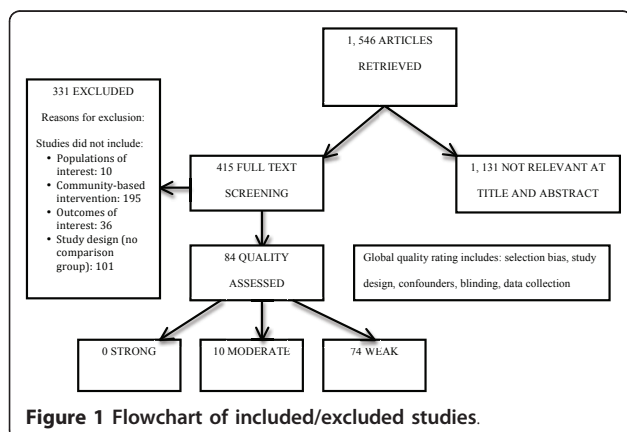 1, 546 ARTICLES
RETRIEVED
331 EXCLUDED
Reasons for exclusion:
Studies did not include:
• Populations of
interest: 10
• Community-based
intervention: 195
• Outcomes of
interest: 36
• Study design (no
comparison
group): 101
415 FULL TEXT
SCREENING
1, 131 NOT RELEVANT AT
TITLE AND ABSTRACT
84 QUALITY
ASSESSED
Global quality rating includes: selection bias, study
design, confounders, blinding, data collection
0 STRONG
10 MODERATE
74 WEAK
Figure 1 Flowchart of included/excluded studies.